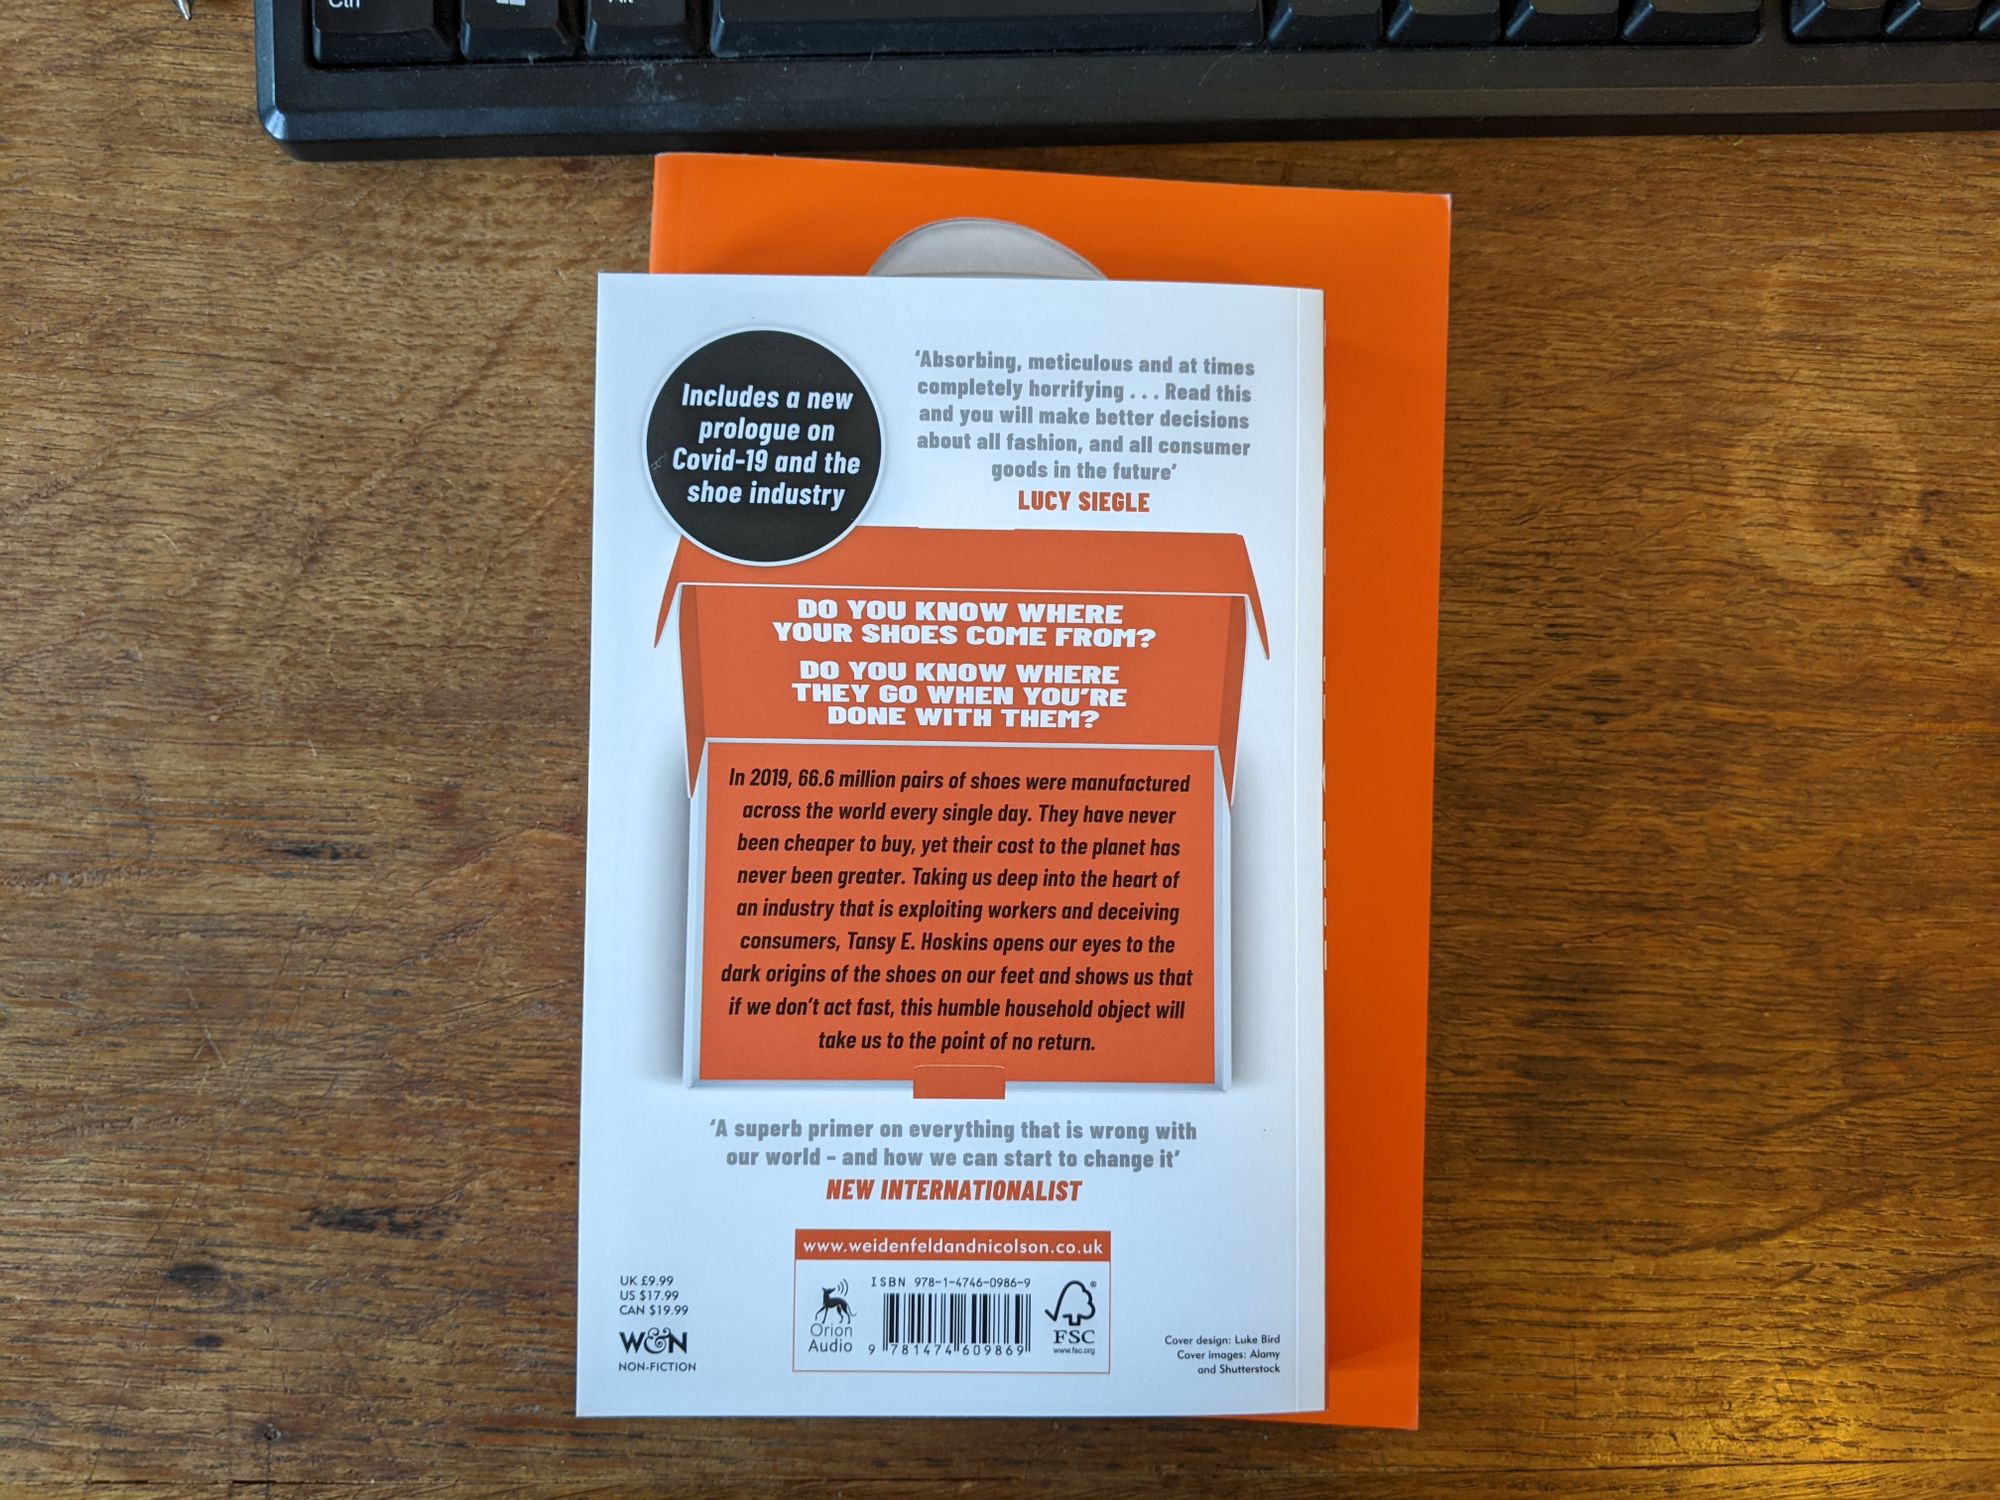 Ctrl
Alt
Includes a new
prologue on
Covid-19 and the
shoe industry
‘Absorbing, meticulous and at times
completely horrifying . . . Read this
and you will make better decisions
about all fashion, and all consumer
goods in the future’
LUCY SIEGLE
DO YOU KNOW WHERE
YOUR SHOES COME FROM?
DO YOU KNOW WHERE
THEY GO WHEN YOU’RE
DONE WITH THEM?
In 2019, 66.6 million pairs of shoes were manufactured
across the world every single day. They have never
been cheaper to buy, yet their cost to the planet has
never been greater. Taking us deep into the heart of
an industry that is exploiting workers and deceiving
consumers, Tansy E. Hoskins opens our eyes to the
dark origins of the shoes on our feet and shows us that
if we don’t act fast, this humble household object will
take us to the point of no return.
‘A superb primer on everything that is wrong with
our world – and how we can start to change it’
NEW INTERNATIONALIST
www.weidenfeldandnicolson.co.uk
UK £9.99
US $17.99
CAN $19.99
W&N
NON-FICTION
Orion
Audio
ISBN 978-1-4746-0986-9
9 781474 609869
FSC
www.fsc.org
Cover design: Luke Bird
Cover images: Alamy
and Shutterstock